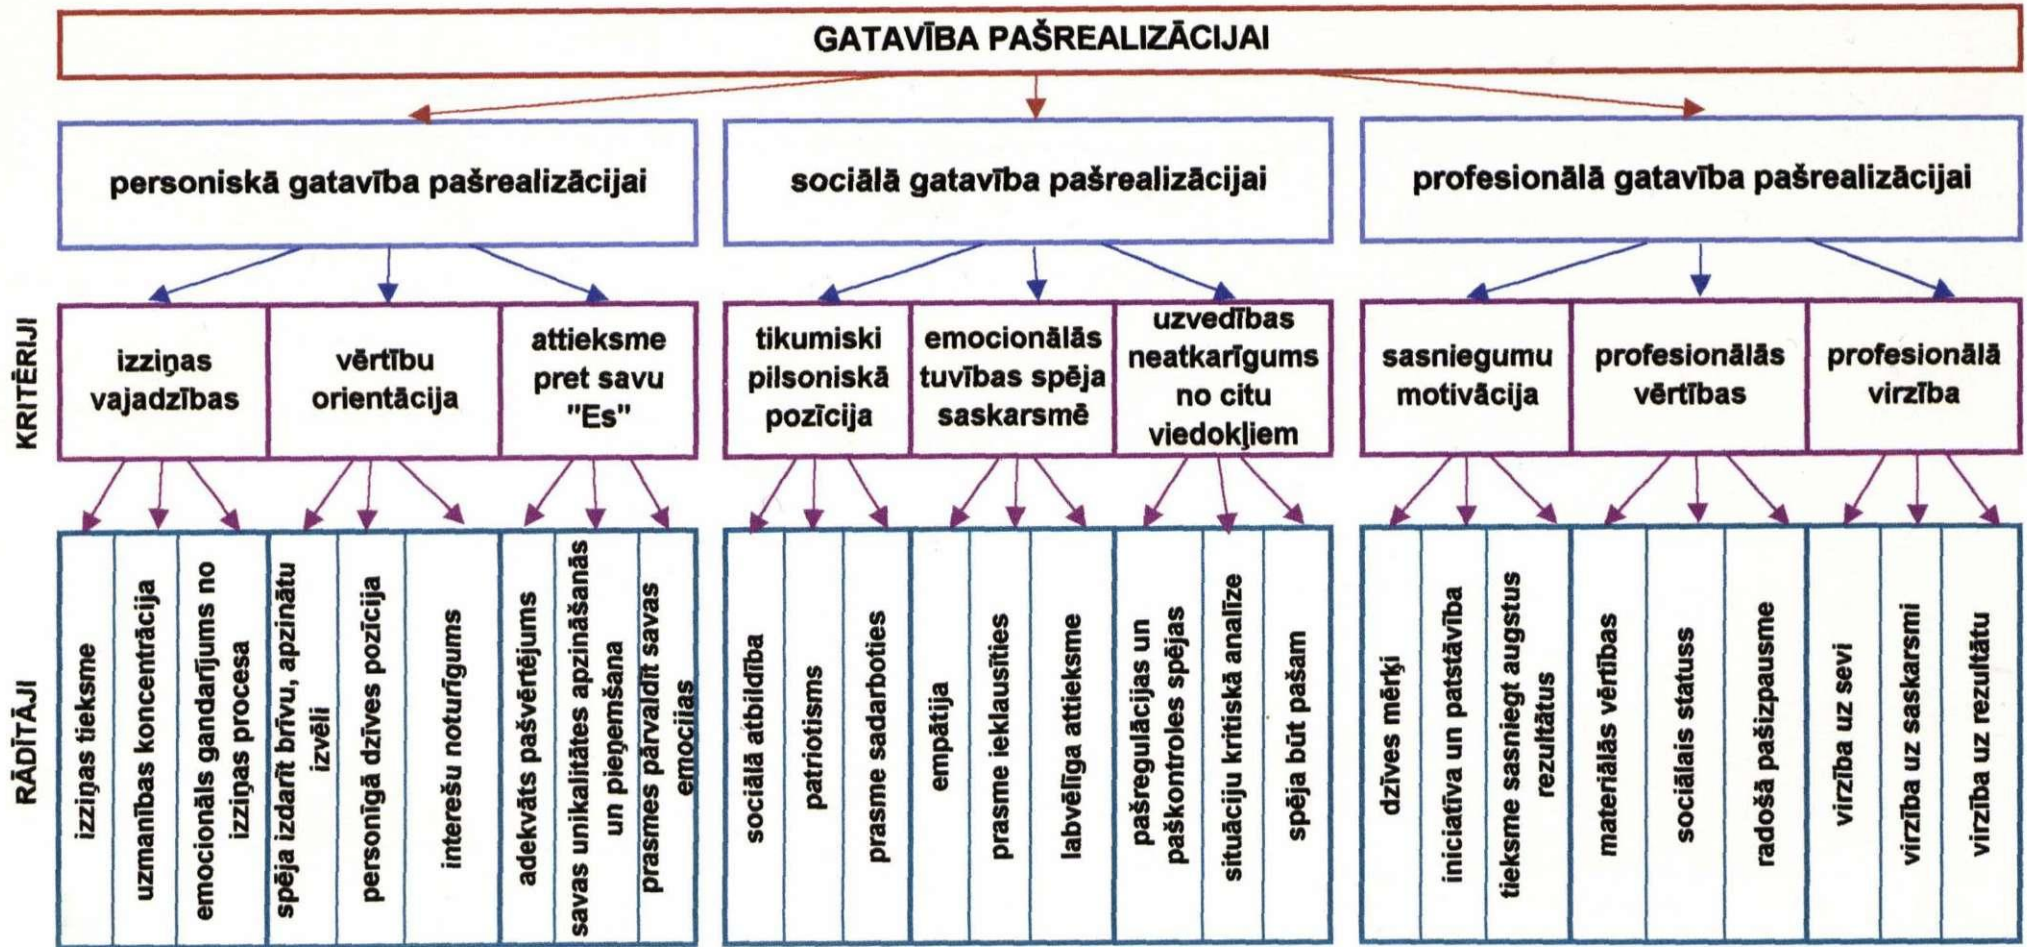 GATAVĪBA PAŠREALIZĀCIJAI
personiskā gatavība pašrealizācijai
sociālā gatavība pašrealizācijai
profesionālā gatavība pašrealizācijai
KRITĒRIJI
izziņas
vajadzības
vērtību
orientācija
attieksme
pret savu
"Es"
tikumiski
pilsoniskā
pozīcija
emocionālās
tuvības spēja
saskarsmē
uzvedības
neatkarīgums
no citu
viedokļiem
sasniegumu
motivācija
profesionālās
vērtības
profesionālā
virzība
RĀDĪTĀJI
izziņas tieksme
uzmanības koncentrācija
emocionāls gandarījums no
izziņas procesa
spēja izdarīt brīvu, apzinātu
izvēli
personīgā dzīves pozīcija
interešu noturīgums
adekvāts pašvērtējums
savas unikalitātes apzināšanās
un pieņemšana
prasmes pārvaldīt savas
emocijas
sociālā atbildība
patriotisms
prasme sadarboties
empātija
prasme ieklausīties
labvēlīga attieksme
pašregulācijas un
paškontroles spējas
situāciju kritiskā analīze
spēja būt pašam
dzīves mērķi
iniciatīva un patstāvība
tieksme sasniegt augstus
rezultātus
materiālās vērtības
sociālais statuss
radošā pašizpausme
virzība uz sevi
virzība uz saskarsmi
virzība uz rezultātu